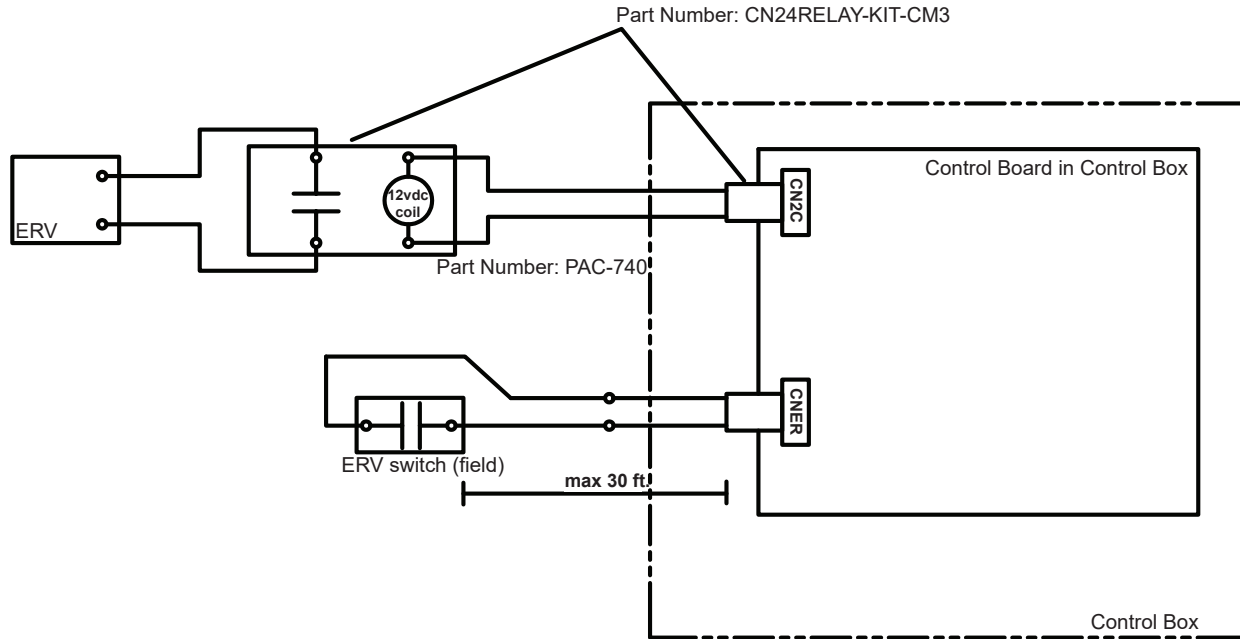 Part Number: CN24RELAY-KIT-CM3
Control Board in Control Box
CN2C
12vdc
coil
ERV
Part Number: PAC-740
CNER
ERV switch (field)
max 30 ft.
Control Box